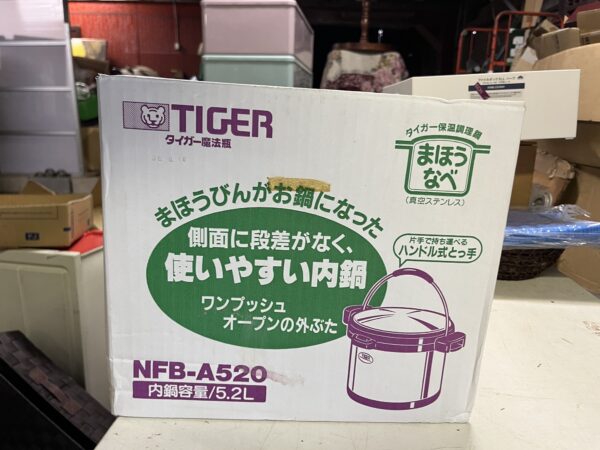 TIGER
タイガー魔法瓶
タイガー保温調理鍋
まほう
なべ
(真空ステンレス)
まほうびんがお鍋になった
側面に段差がなく、
使いやすい内鍋
ワンプッシュ
オープンの外ぶた
片手で持ち運べる
ハンドル式とっ手
NFB-A520
内鍋容量/5.2L